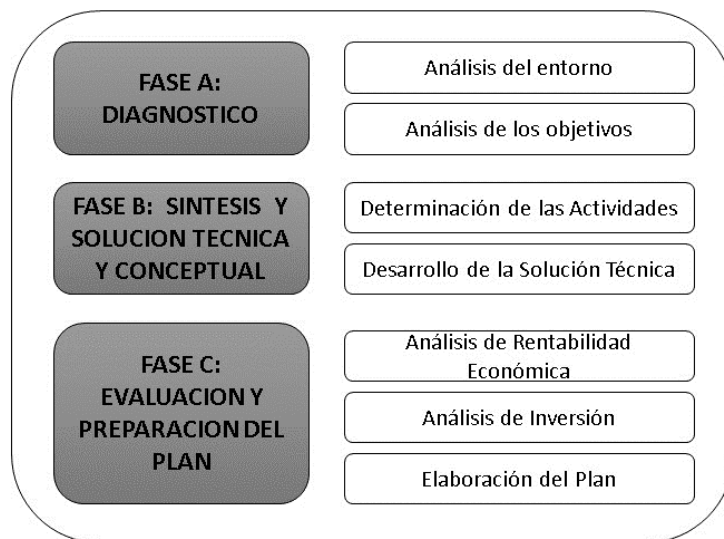 FASE A:
DIAGNOSTICO
Análisis del entorno
Análisis de los objetivos
FASE B: SINTESIS Y
SOLUCION TECNICA
Y CONCEPTUAL
Determinación de las Actividades
Desarrollo de la Solución Técnica
FASE C:
EVALUACION Y
PREPARACION DEL
PLAN
Análisis de Rentabilidad
Económica
Análisis de Inversión
Elaboración del Plan